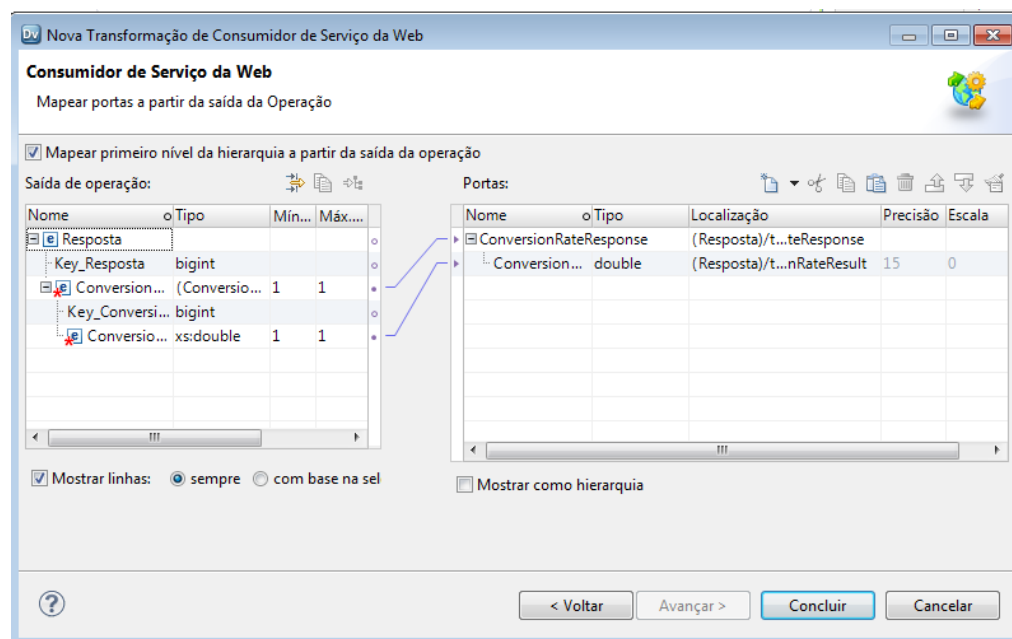 Dv Nova Transformação de Consumidor de Serviço da Web
Consumidor de Serviço da Web
Mapear portas a partir da saída da Operação
Mapear primeiro nível da hierarquia a partir da saída da operação
Saída de operação:
Nome Tipo Mín... Máx....
e Resposta
Key_Resposta bigint
e Conversion... (Conversio... 1 1
Key_Conversi... bigint
e Conversio... xs:double 1 1
Mostrar linhas: sempre com base na sel
Portas:
Nome Tipo Localização Precisão Escala
ConversionRateResponse (Resposta)/t...teResponse
Conversion... double (Resposta)/t...nRateResult 15 0
Mostrar como hierarquia
?
< Voltar Avançar > Concluir Cancelar